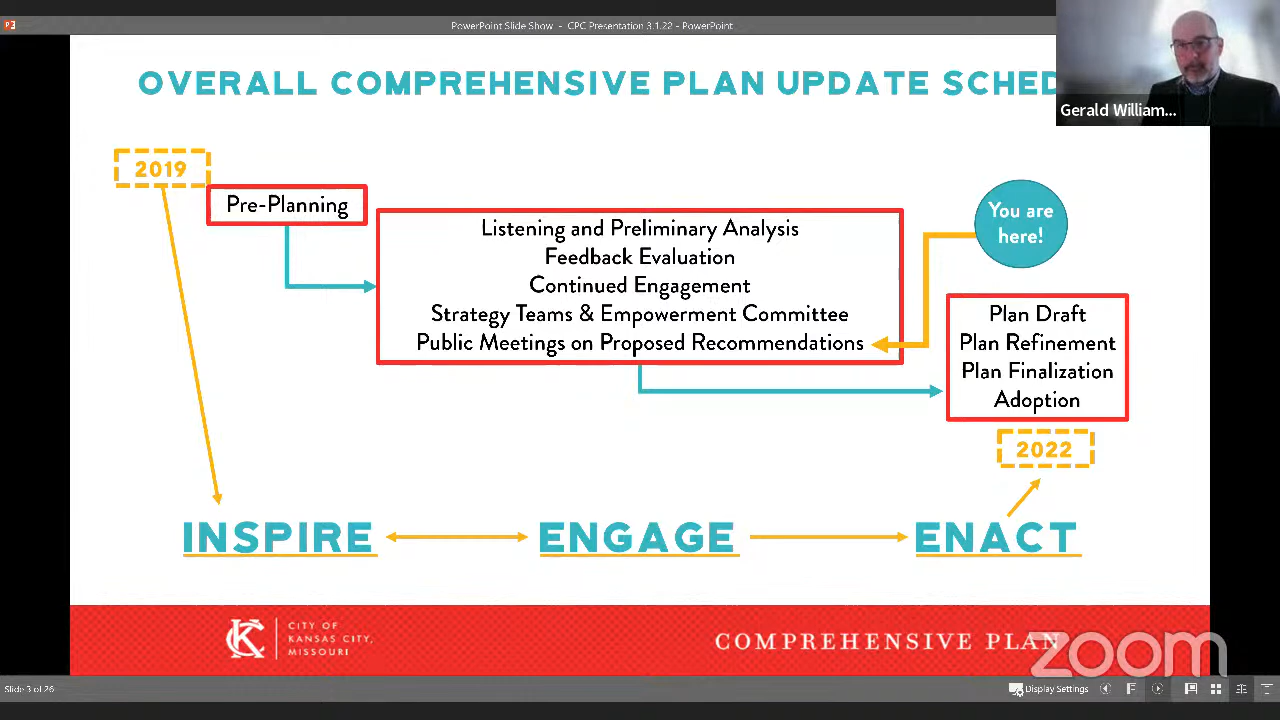 PowerPoint Slide Show - CPC Presentation 3.1.22 - PowerPoint
OVERALL COMPREHENSIVE PLAN UPDATE SCHED
Gerald William...
2019
Pre-Planning
Listening and Preliminary Analysis
Feedback Evaluation
Continued Engagement
Strategy Teams & Empowerment Committee
Public Meetings on Proposed Recommendations
You are
here!
Plan Draft
Plan Refinement
Plan Finalization
Adoption
2022
INSPIRE
ENGAGE
ENACT
KC
CITY OF
KANSAS CITY,
MISSOURI
COMPREHENSIVE PLAN
zoom
Slide 3 of 26
Display Settings